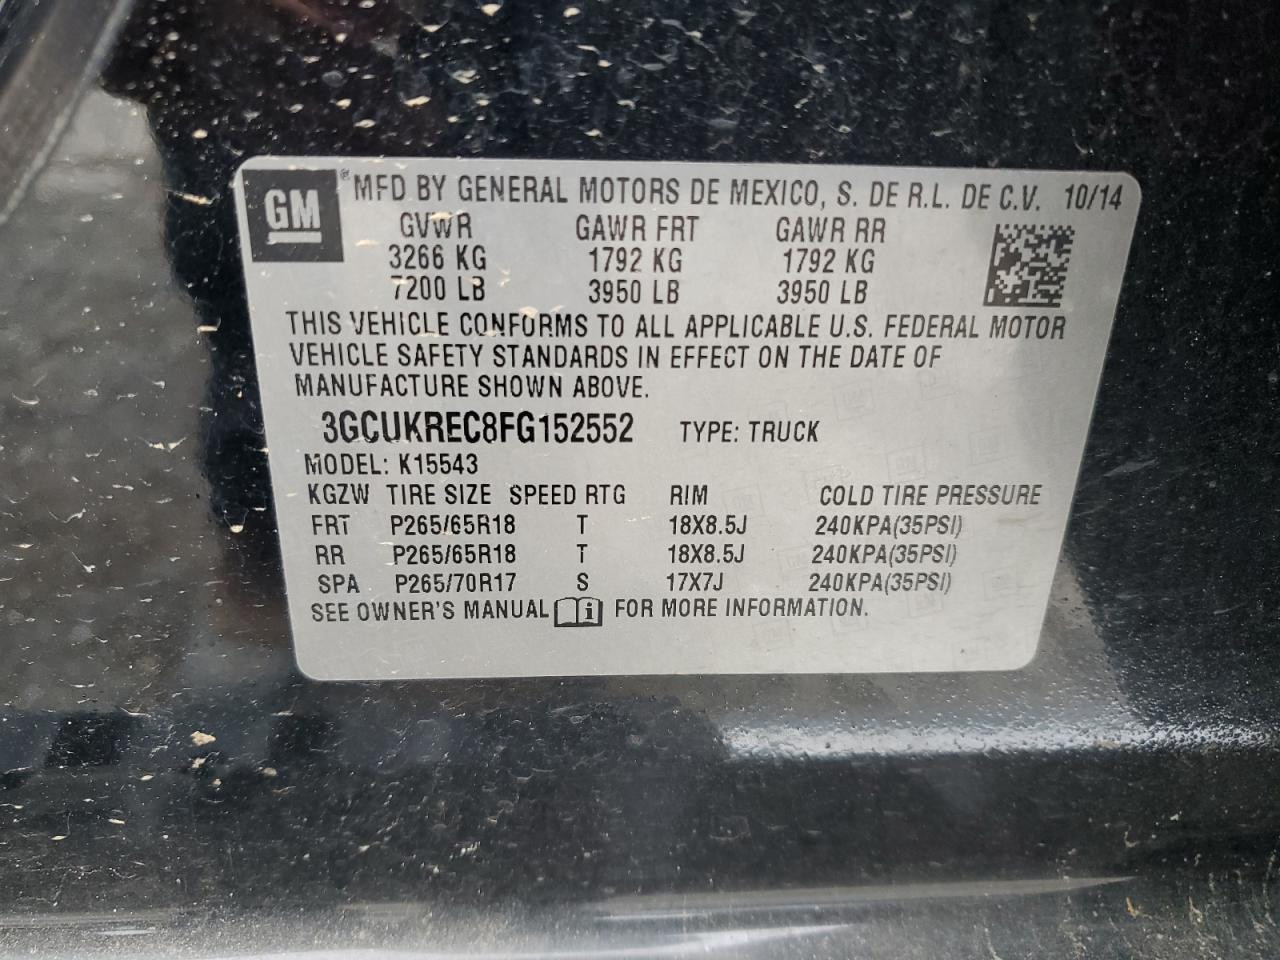 GM ® MFD BY GENERAL MOTORS DE MEXICO, S. DE R.L. DE C.V. 10/14
GVWR GAWR FRT GAWR RR
3266 KG 1792 KG 1792 KG
7200 LB 3950 LB 3950 LB
THIS VEHICLE CONFORMS TO ALL APPLICABLE U.S. FEDERAL MOTOR
VEHICLE SAFETY STANDARDS IN EFFECT ON THE DATE OF
MANUFACTURE SHOWN ABOVE.
3GCUKREC8FG152552 TYPE: TRUCK
MODEL: K15543
KGZW TIRE SIZE SPEED RTG RIM COLD TIRE PRESSURE
FRT P265/65R18 T 18X8.5J 240KPA(35PSI)
RR P265/65R18 T 18X8.5J 240KPA(35PSI)
SPA P265/70R17 S 17X7J 240KPA(35PSI)
SEE OWNER'S MANUAL i FOR MORE INFORMATION.